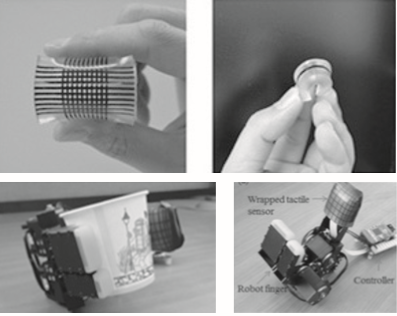 Wrapped tactile
sensor
Robot finger
Controller